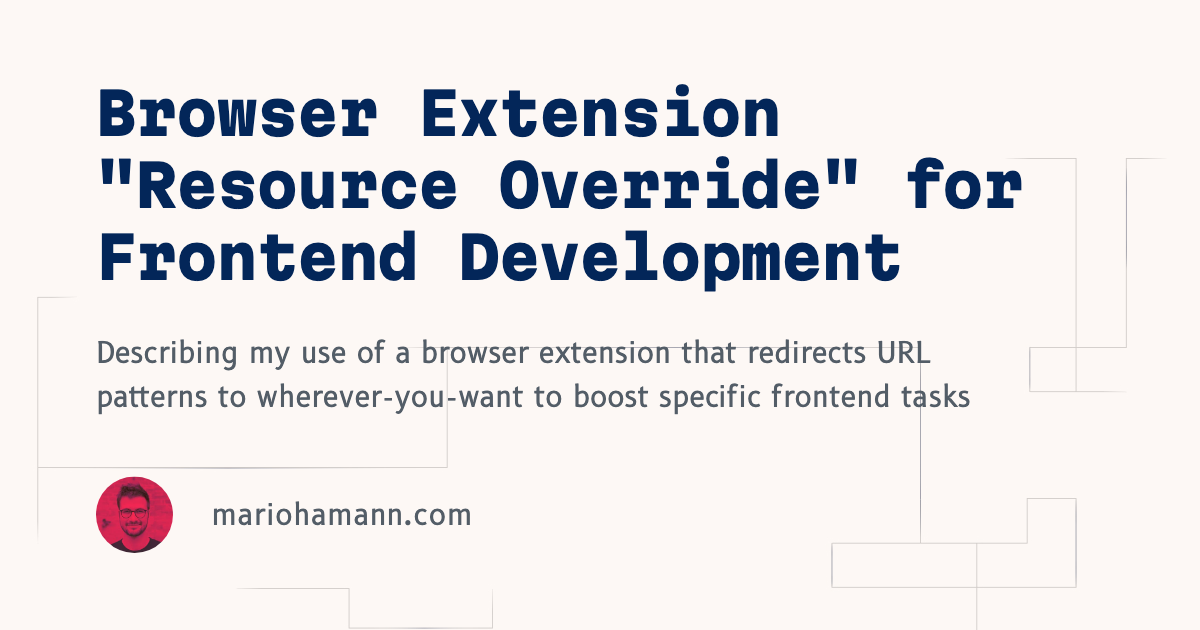 Browser Extension
"Resource Override" for
Frontend Development
Describing my use of a browser extension that redirects URL
patterns to wherever-you-want to boost specific frontend tasks
mariohamann.com